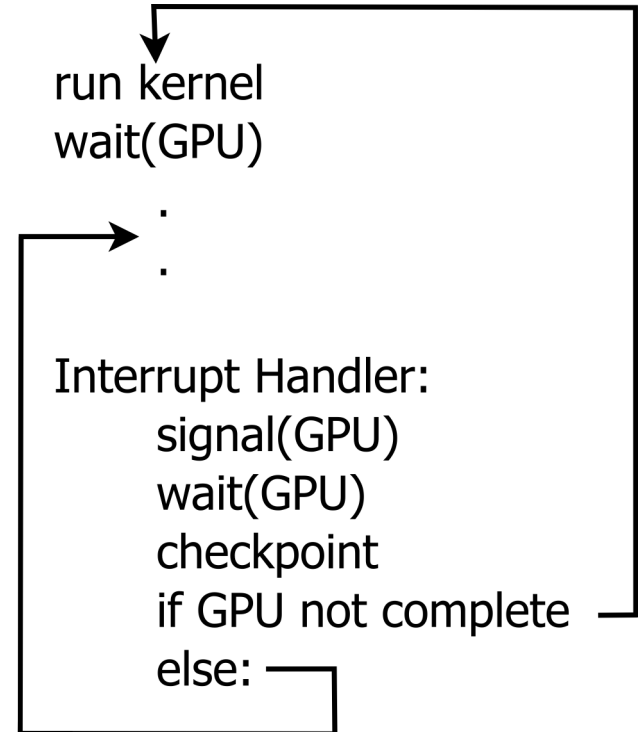 run kernel
wait(GPU)
.
.
Interrupt Handler:
signal(GPU)
wait(GPU)
checkpoint
if GPU not complete
else: